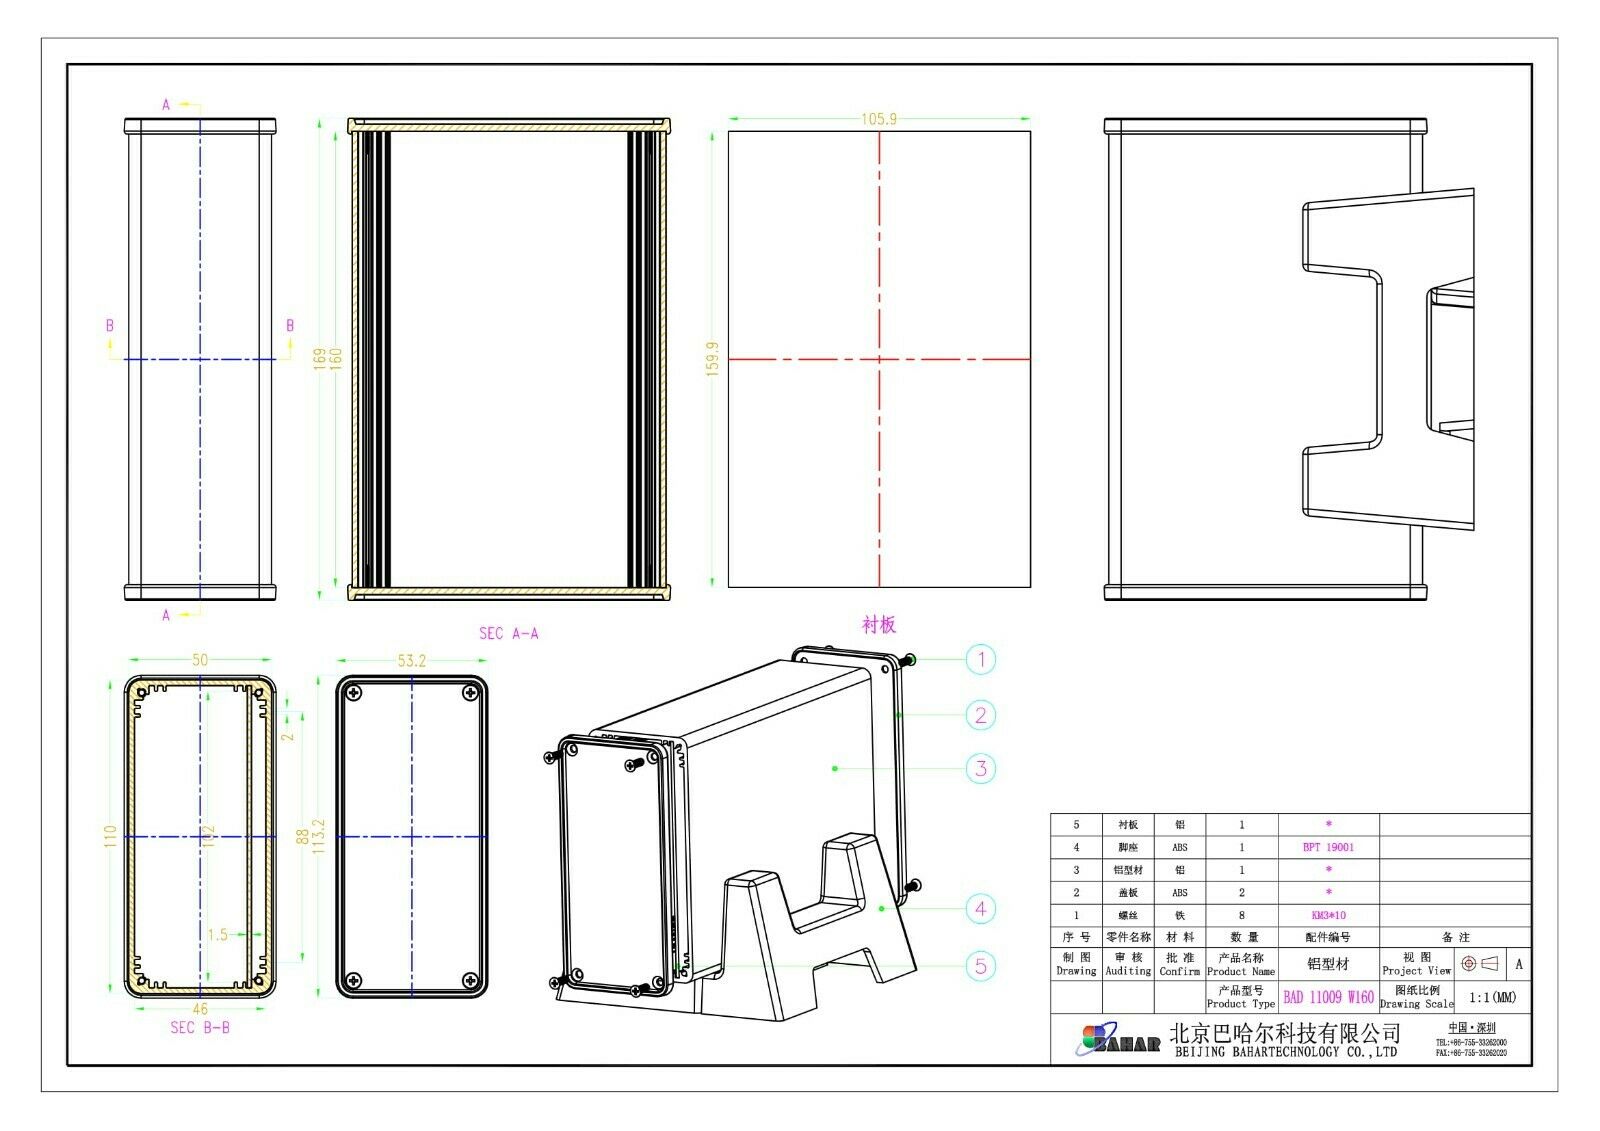 A
105.9
B B
169
160
159.9
A
SEC A-A
衬板
50
53.2
110
102
2
88
113.2
1.5
46
SEC B-B
1
2
3
4
5
5 衬板 铝 1 *
4 脚座 ABS 1 BPT 19001
3 铝型材 铝 1 *
2 盖板 ABS 2 *
1 螺丝 铁 8 KM3*10
序 号 零件名称 材 料 数 量 配件编号 备 注
制 图 审 核 批 准 产品名称 铝型材 视 图 A
Drawing Auditing Confirm Product Name Project View
产品型号 BAD 11009 W160 图纸比例 1:1(MM)
Product Type Drawing Scale
BAHAR 北京巴哈尔科技有限公司 中国·深圳
BEIJING BAHARTECHNOLOGY CO.,LTD
TEL:+86-755-33262000
FAX:+86-755-33262020